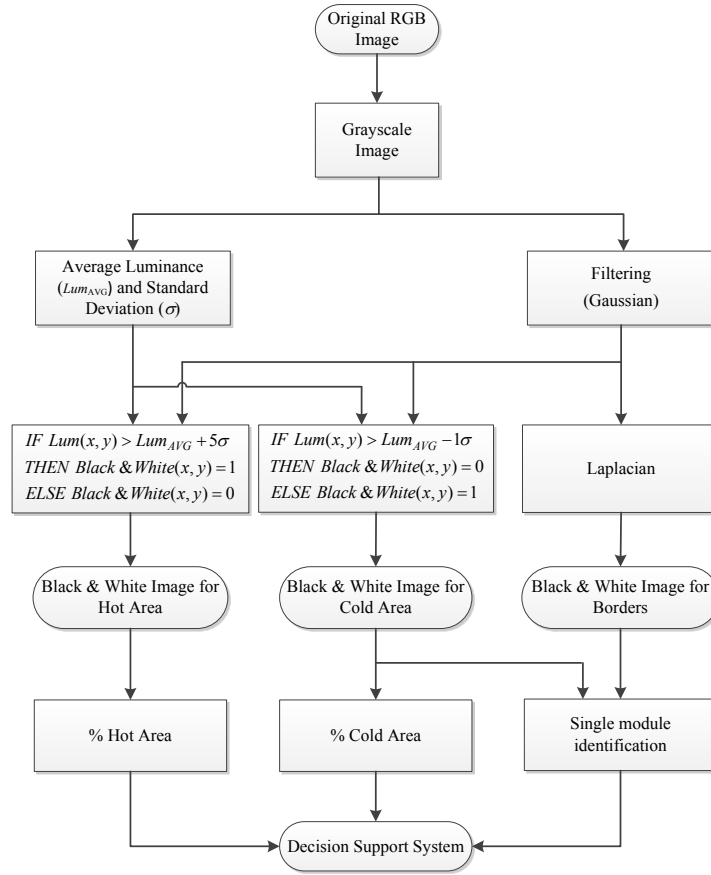 Original RGB
Image
Grayscale
Image
Average Luminance
(Lum_AVG) and Standard
Deviation (σ)
Filtering
(Gaussian)
IF Lum(x, y) > Lum_AVG + 5σ
THEN Black & White(x, y) = 1
ELSE Black & White(x, y) = 0
IF Lum(x, y) > Lum_AVG − 1σ
THEN Black & White(x, y) = 0
ELSE Black & White(x, y) = 1
Laplacian
Black & White Image for
Hot Area
Black & White Image for
Cold Area
Black & White Image for
Borders
% Hot Area
% Cold Area
Single module
identification
Decision Support System